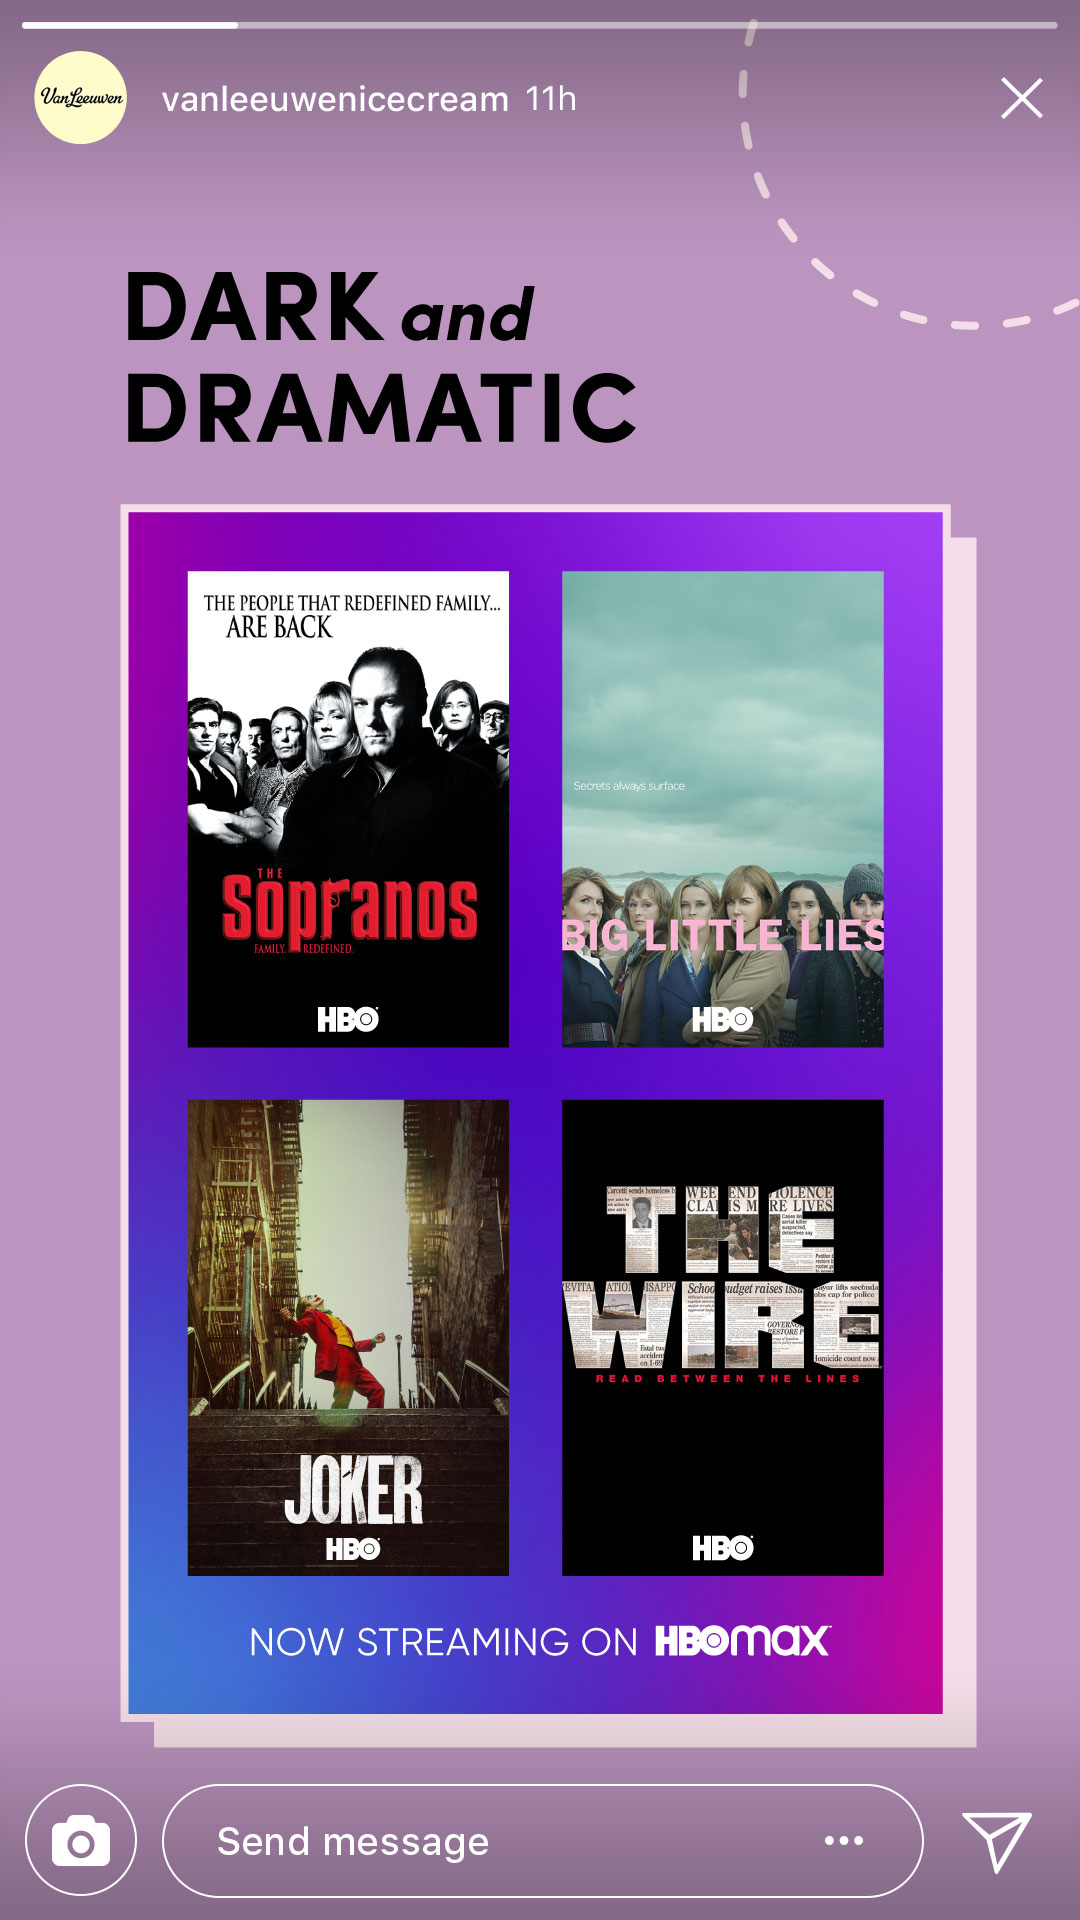 Van Leeuwen
vanleeuwenicecream 11h
DARK and
DRAMATIC
THE PEOPLE THAT REDEFINED FAMILY...
ARE BACK
THE
Sopranos
FAMILY. REDEFINED.
HBO
Secrets always surface
BIG LITTLE LIES
HBO
JOKER
HBO
THE
WIRE
READ BETWEEN THE LINES
HBO
NOW STREAMING ON HBOmax
Send message